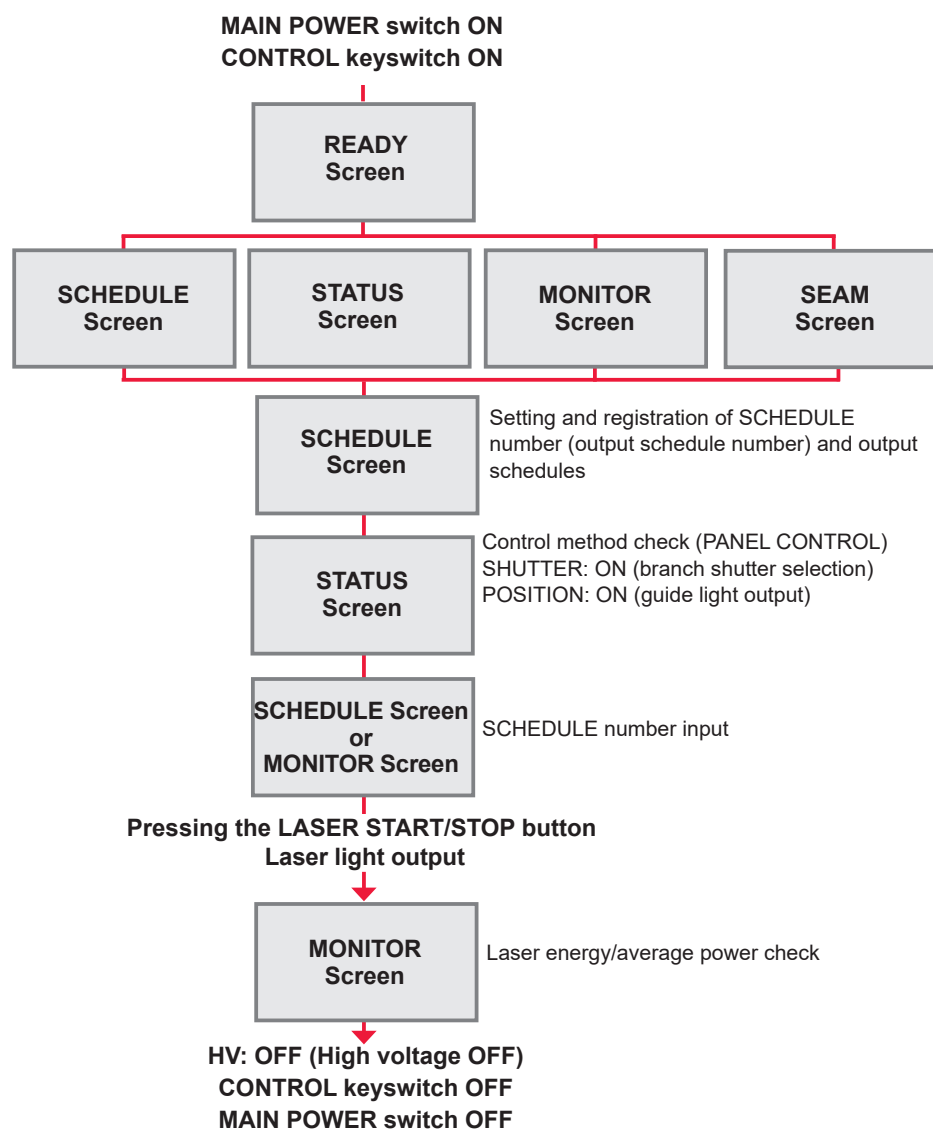 MAIN POWER switch ON
CONTROL keyswitch ON
READY
Screen
SCHEDULE
Screen
STATUS
Screen
MONITOR
Screen
SEAM
Screen
SCHEDULE
Screen
Setting and registration of SCHEDULE
number (output schedule number) and output
schedules
STATUS
Screen
Control method check (PANEL CONTROL)
SHUTTER: ON (branch shutter selection)
POSITION: ON (guide light output)
SCHEDULE Screen
or
MONITOR Screen
SCHEDULE number input
Pressing the LASER START/STOP button
Laser light output
MONITOR
Screen
Laser energy/average power check
HV: OFF (High voltage OFF)
CONTROL keyswitch OFF
MAIN POWER switch OFF